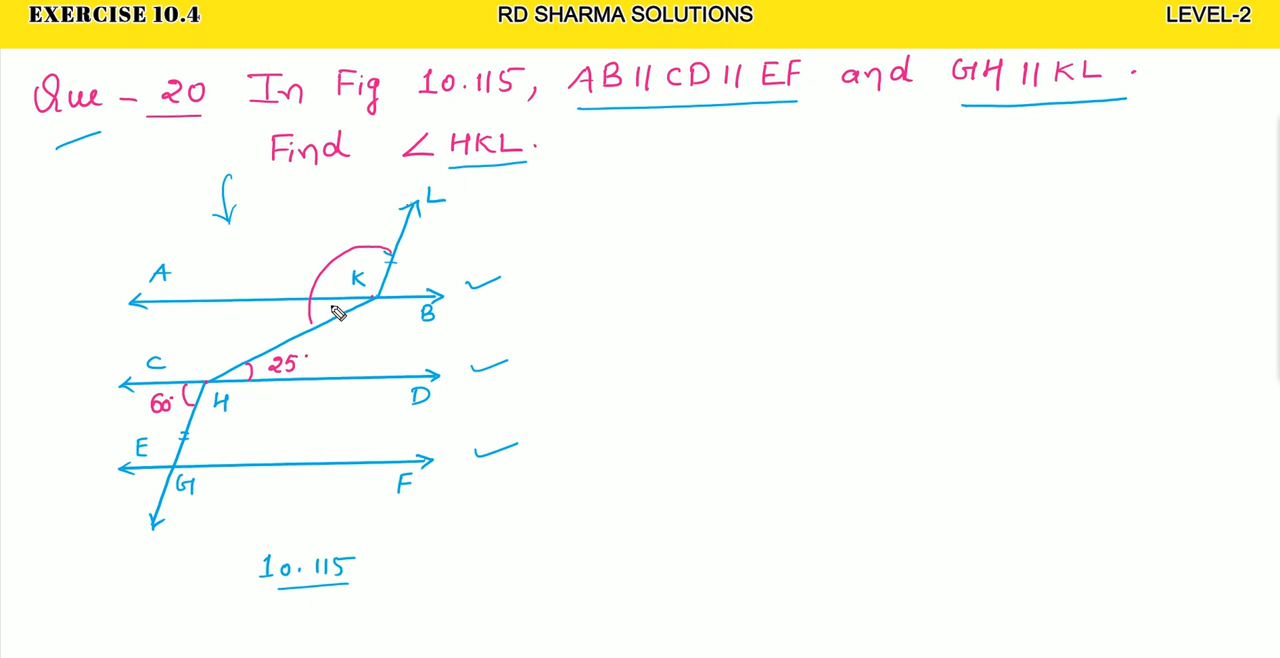 EXERCISE 10.4 RD SHARMA SOLUTIONS LEVEL-2
Que - 20 In Fig 10.115, AB || CD || EF and GH || KL.
Find ∠ HKL.
L
A K
B
C 25°
60° H D
E
G F
10.115